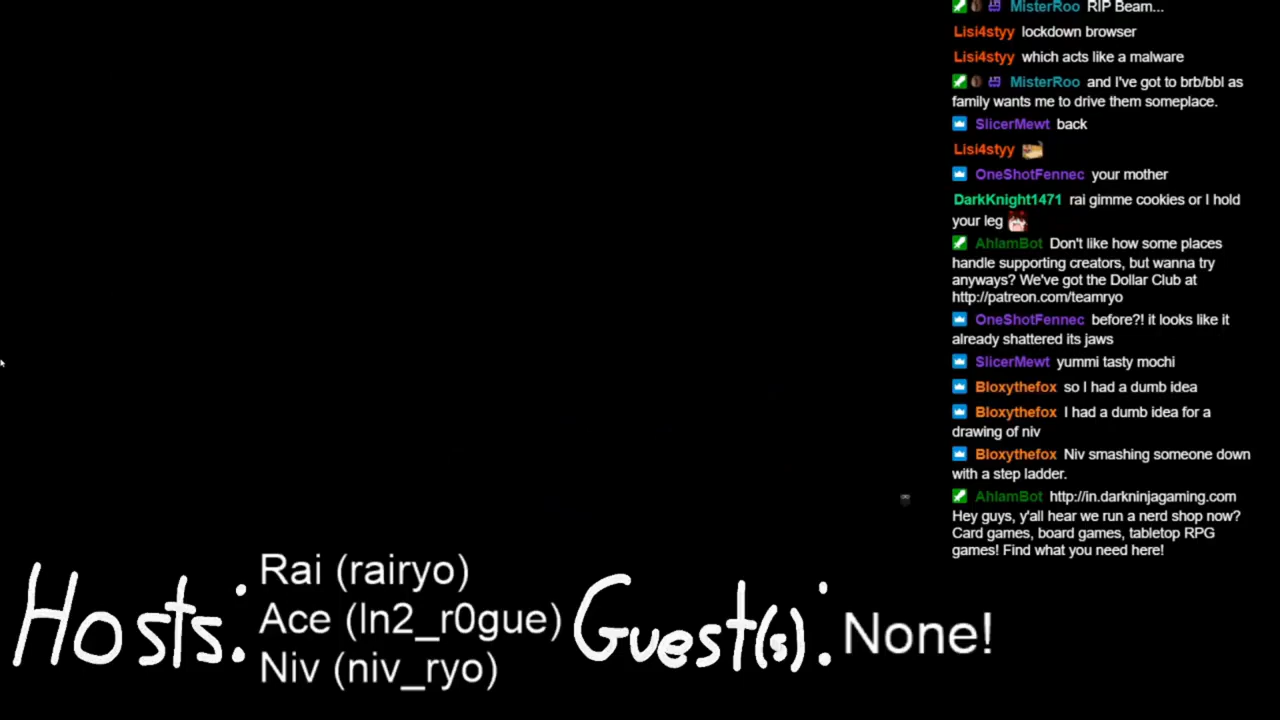 MisterRoo RIP Beam...
Lisi4styy lockdown browser
Lisi4styy which acts like a malware
MisterRoo and I've got to brb/bbl as
family wants me to drive them someplace.
SlicerMewt back
Lisi4styy
OneShotFennec your mother
DarkKnight1471 rai gimme cookies or I hold
your leg
AhlamBot Don't like how some places
handle supporting creators, but wanna try
anyways? We've got the Dollar Club at
http://patreon.com/teamryo
OneShotFennec before?! it looks like it
already shattered its jaws
SlicerMewt yummi tasty mochi
Bloxythefox so I had a dumb idea
Bloxythefox I had a dumb idea for a
drawing of niv
Bloxythefox Niv smashing someone down
with a step ladder.
AhlamBot http://in.darkninjagaming.com
Hey guys, y'all hear we run a nerd shop now?
Card games, board games, tabletop RPG
games! Find what you need here!
Hosts:
Rai (rairyo)
Ace (ln2_r0gue)
Niv (niv_ryo)
Guest(s):
None!